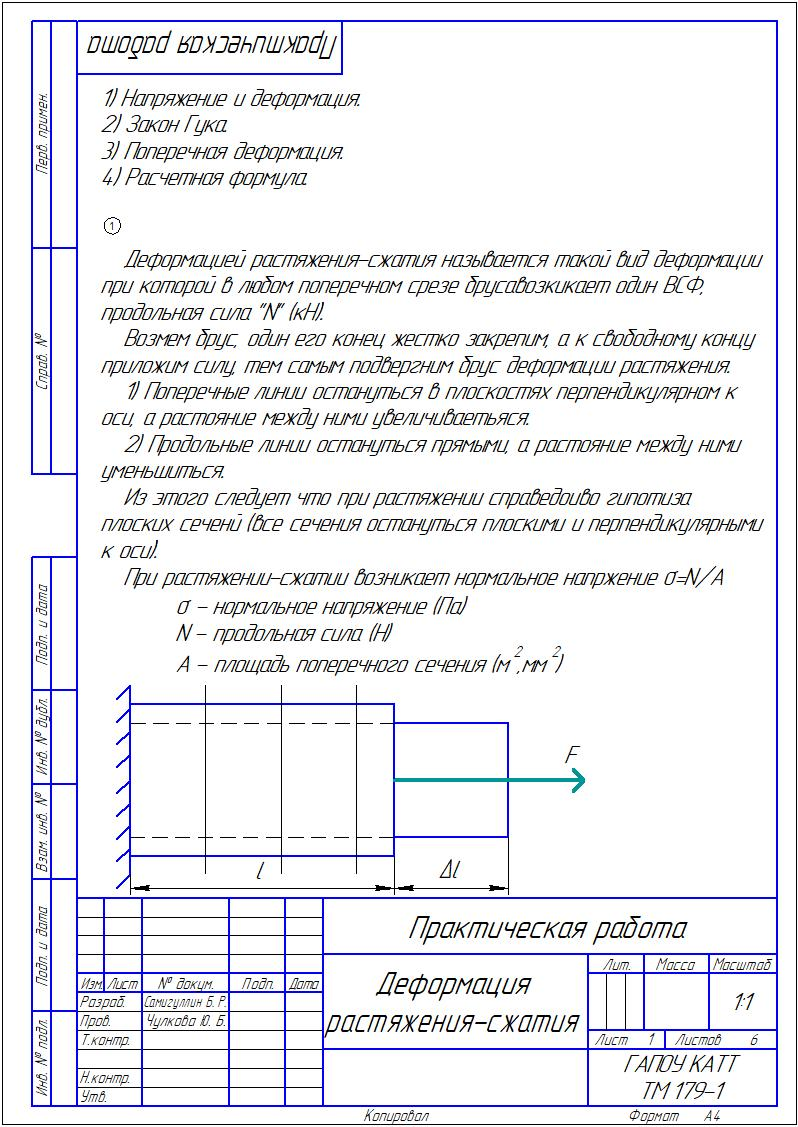 Практическая работа
1) Напряжение и деформация.
2) Закон Гука.
3) Поперечная деформация.
4) Расчетная формула.
1
Деформацией растяжения-сжатия называется такой вид деформации
при которой в любом поперечном срезе брусавозкикает один ВСФ,
продольная сила "N" (кН).
Возмем брус, один его конец жестко закрепим, а к свободному концу
приложим силу, тем самым подвергним брус деформации растяжения.
1) Поперечные линии остануться в плоскостях перпендикулярном к
оси, а растояние между ними увеличиваетьяся.
2) Продольные линии остануться прямыми, а растояние между ними
уменьшиться.
Из этого следует что при растяжении справедоиво гипотиза
плоских сеченй (все сечения остануться плоскими и перпендикулярными
к оси).
При растяжении-сжатии возникает нормальное напржение σ=N/A
σ - нормальное напряжение (Па)
N - продольная сила (Н)
A - площадь поперечного сечения (м²,мм²)
F
l
Δl
Перв. примен.
Справ. №
Подп. и дата
Инв. № дубл.
Взам. инв. №
Подп. и дата
Инв. № подл.
Изм. Лист № докум. Подп. Дата
Разраб. Самигуллин Б. Р.
Пров. Чулкова Ю. Б.
Т.контр.
Н.контр.
Утв.
Практическая работа
Деформация
растяжения-сжатия
Лит. Масса Масштаб
1:1
Лист 1 Листов 6
ГАПОУ КАТТ
ТМ 179-1
Копировал Формат А4